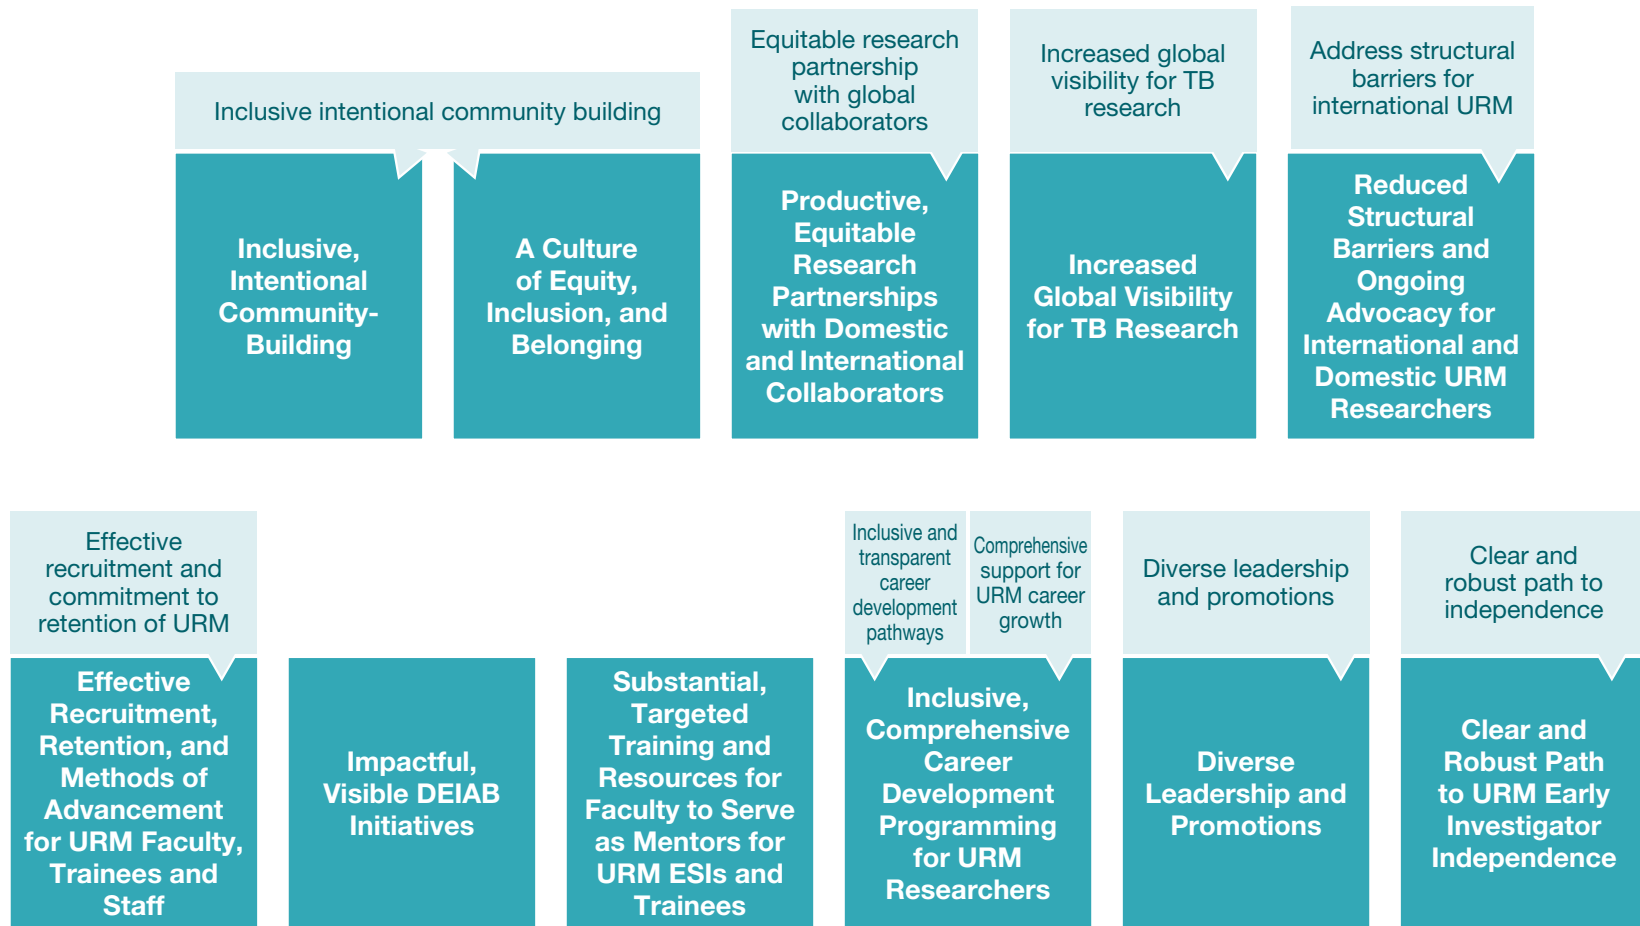 Inclusive intentional community building
Equitable research
partnership
with global
collaborators
Increased global
visibility for TB
research
Address structural
barriers for
international URM
Inclusive,
Intentional
Community-
Building
A Culture
of Equity,
Inclusion, and
Belonging
Productive,
Equitable
Research
Partnerships
with Domestic
and International
Collaborators
Increased
Global Visibility
for TB Research
Reduced
Structural
Barriers and
Ongoing
Advocacy for
International and
Domestic URM
Researchers
Effective
recruitment and
commitment to
retention of URM
Inclusive and
transparent
career
development
pathways
Comprehensive
support for
URM career
growth
Diverse leadership
and promotions
Clear and
robust path to
independence
Effective
Recruitment,
Retention, and
Methods of
Advancement
for URM Faculty,
Trainees and
Staff
Impactful,
Visible DEIAB
Initiatives
Substantial,
Targeted
Training and
Resources for
Faculty to Serve
as Mentors for
URM ESIs and
Trainees
Inclusive,
Comprehensive
Career
Development
Programming
for URM
Researchers
Diverse
Leadership and
Promotions
Clear and
Robust Path
to URM Early
Investigator
Independence